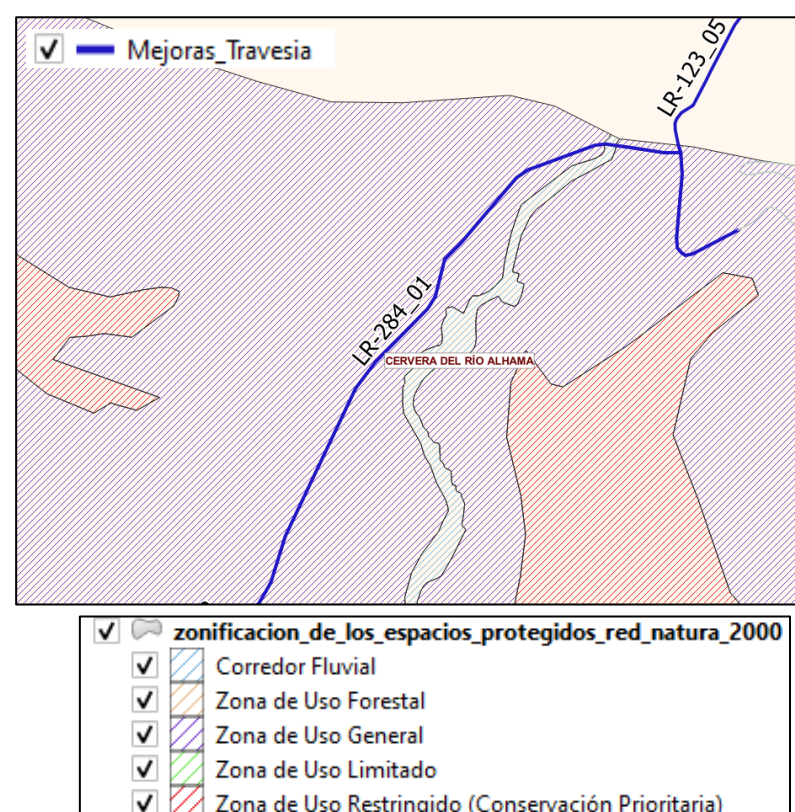 Mejoras_Travesia
LR-123_05
LR-284_01
CERVERA DEL RÍO ALHAMA
zonificacion_de_los_espacios_protegidos_red_natura_2000
Corredor Fluvial
Zona de Uso Forestal
Zona de Uso General
Zona de Uso Limitado
Zona de Uso Restringido (Conservación Prioritaria)